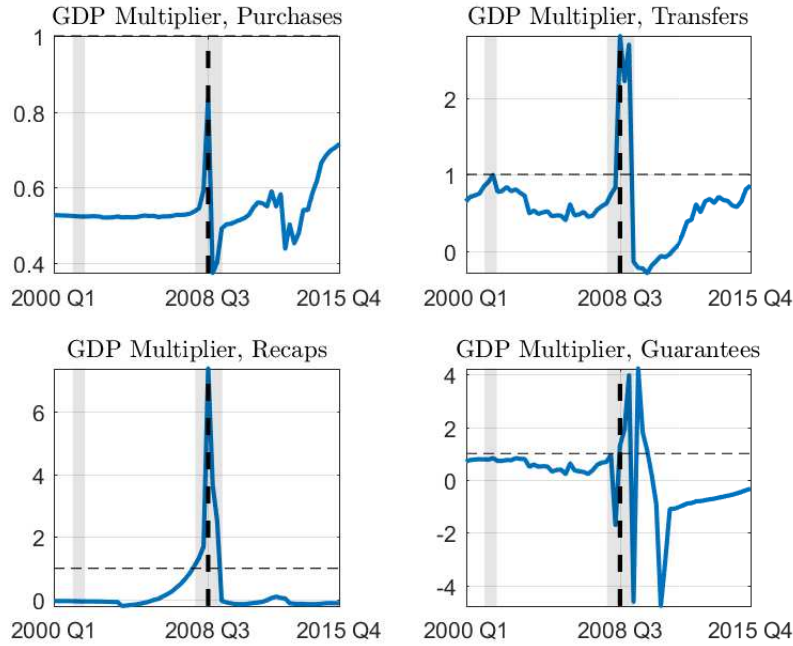 GDP Multiplier, Purchases
1
0.8
0.6
0.4
2000 Q1 2008 Q3 2015 Q4
GDP Multiplier, Transfers
2
1
0
2000 Q1 2008 Q3 2015 Q4
GDP Multiplier, Recaps
6
4
2
0
2000 Q1 2008 Q3 2015 Q4
GDP Multiplier, Guarantees
4
2
0
-2
-4
2000 Q1 2008 Q3 2015 Q4